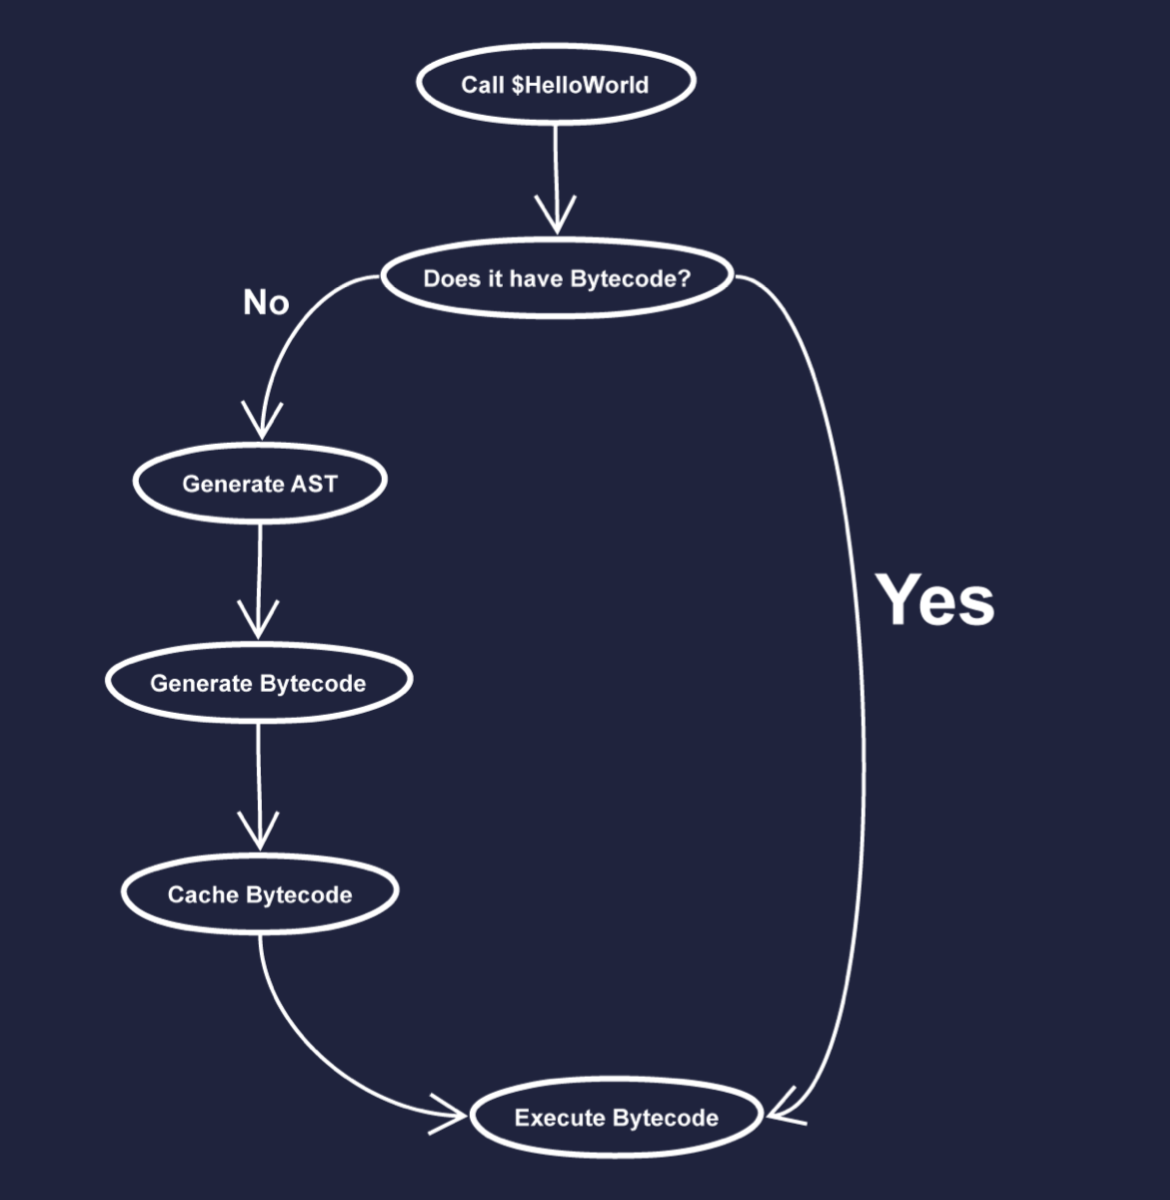 Call $HelloWorld
Does it have Bytecode?
No
Generate AST
Yes
Generate Bytecode
Cache Bytecode
Execute Bytecode